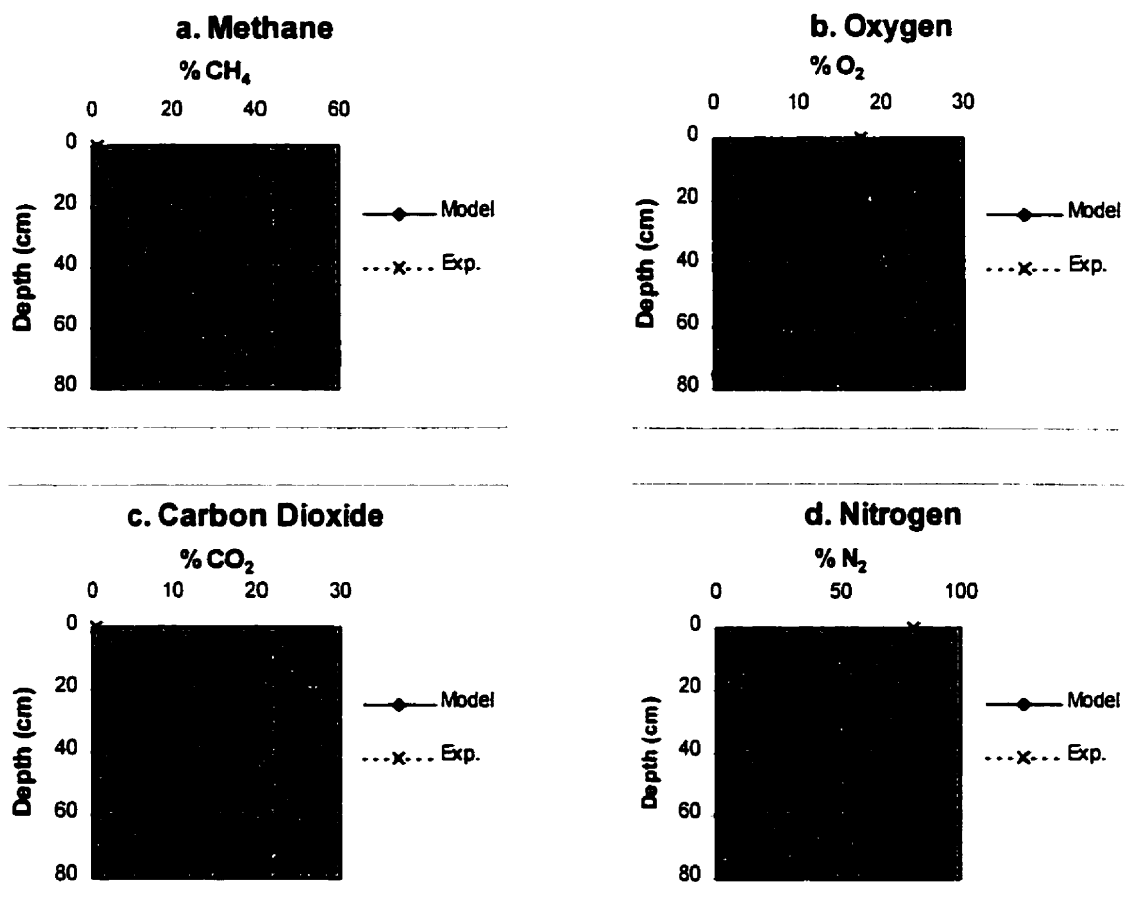 a. Methane
% CH₄
0 20 40 60
0
20
40
60
80
Depth (cm)
Model
Exp.
b. Oxygen
% O₂
0 10 20 30
0
20
40
60
80
Depth (cm)
Model
Exp.
c. Carbon Dioxide
% CO₂
0 10 20 30
0
20
40
60
80
Depth (cm)
Model
Exp.
d. Nitrogen
% N₂
0 50 100
0
20
40
60
80
Depth (cm)
Model
Exp.